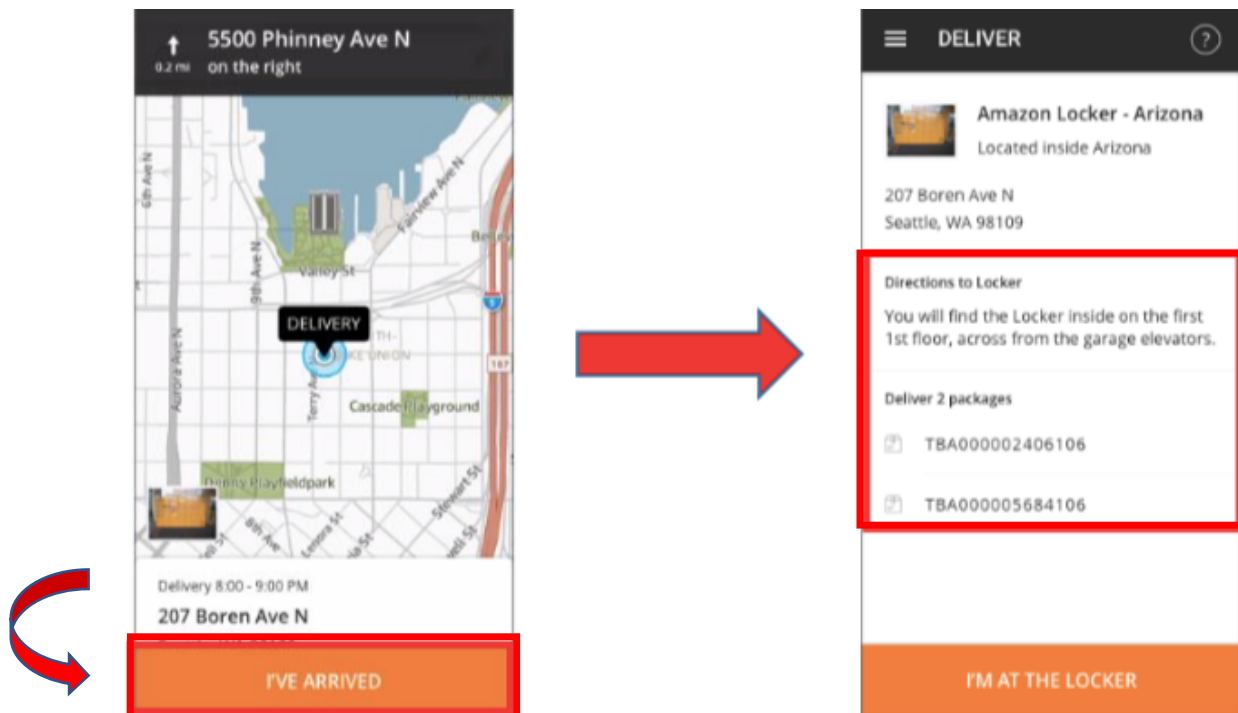 5500 Phinney Ave N
0.2 mi on the right
6th Ave N
Fairview Ave N
9th Ave N
Valley St
5
DELIVERY
Terry Ave
Aurora Ave N
Cascade Playground
Denny Playfieldpark
Stewart St
8th Ave
Lenora St
Delivery 8:00 - 9:00 PM
207 Boren Ave N
I'VE ARRIVED
DELIVER ?
Amazon Locker - Arizona
Located inside Arizona
207 Boren Ave N
Seattle, WA 98109
Directions to Locker
You will find the Locker inside on the first
1st floor, across from the garage elevators.
Deliver 2 packages
TBA000002406106
TBA000005684106
I'M AT THE LOCKER